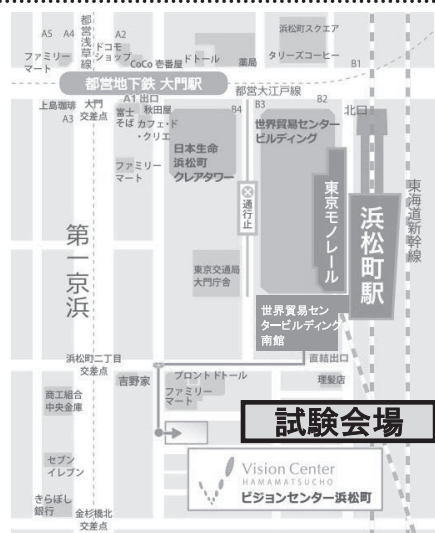 浜松町スクエア
A5 A4
都営浅草線
A2
ドコモ
ショップ
ファミリー
マート
CoCo 壱番屋
ドトール
薬局
タリーズコーヒー
B1
都営地下鉄 大門駅
都営大江戸線
上島珈琲
A3
大門
交差点
A1 出口
富士
そば
秋田屋
カフェ・ド
・クリエ
B4
B3
B2
北口
日本生命
浜松町
クレアタワー
世界貿易センター
ビルディング
ファミリー
マート
通行止
東京モノレール
浜松町駅
東海道新幹線
第一京浜
東京交通局
大門庁舎
世界貿易セン
タービルディング
南館
直結出口
浜松町二丁目
交差点
吉野家
プロントドトール
ファミリー
マート
理髪店
商工組合
中央金庫
試験会場
セブン
イレブン
Vision Center
HAMAMATSUCHO
ビジョンセンター浜松町
きらぼし
銀行
金杉橋北
交差点